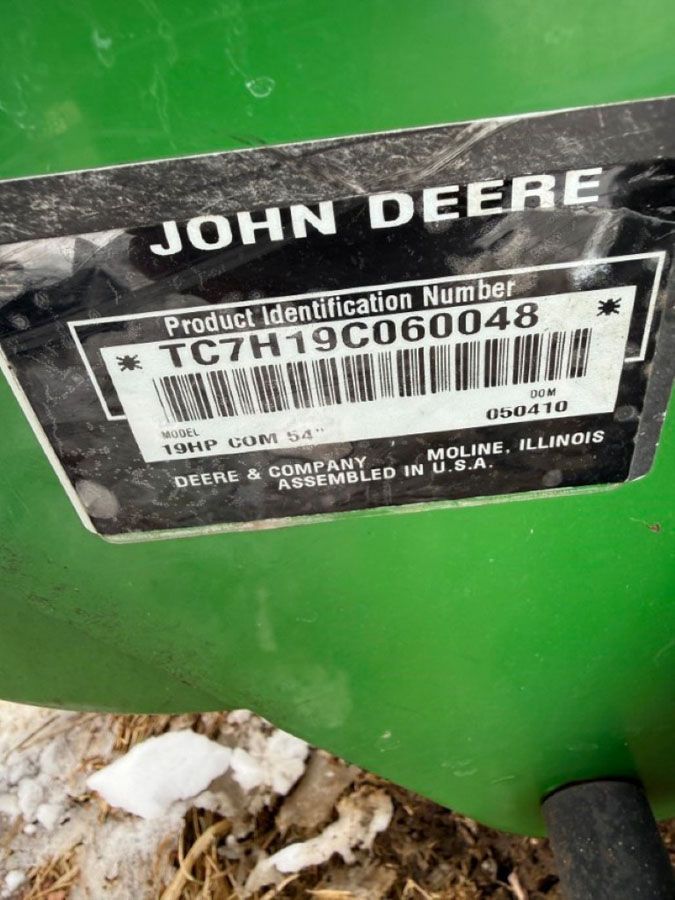 JOHN DEERE
Product Identification Number
* TC7H19C060048 *
MODEL DOM
19HP COM 54" 050410
DEERE & COMPANY MOLINE, ILLINOIS
ASSEMBLED IN U.S.A.